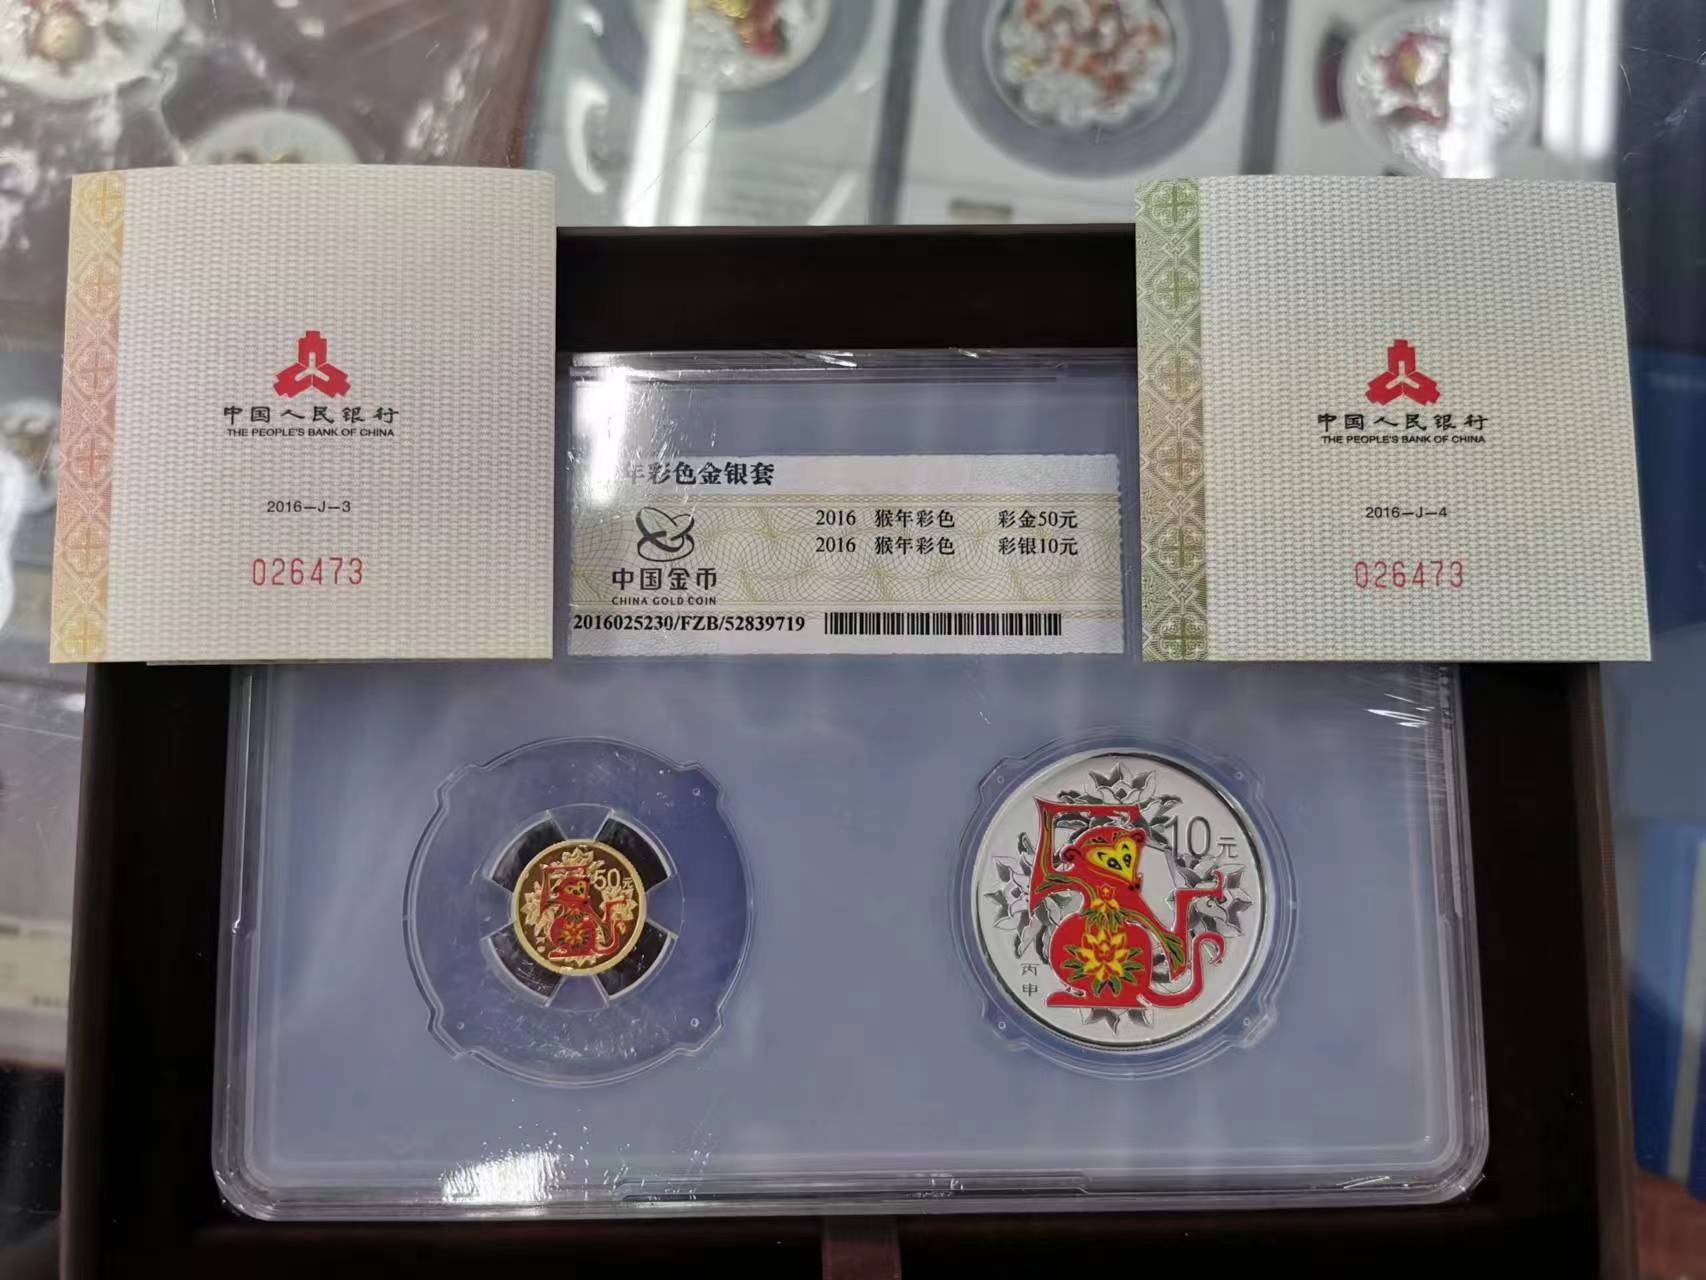 中国人民银行
THE PEOPLE'S BANK OF CHINA
2016-J-3
026473
中国人民银行
THE PEOPLE'S BANK OF CHINA
2016-J-4
026473
年彩色金银套
2016 猴年彩色 彩金50元
2016 猴年彩色 彩银10元
中国金币
CHINA GOLD COIN
2016025230/FZB/52839719
50元
10元
丙
申